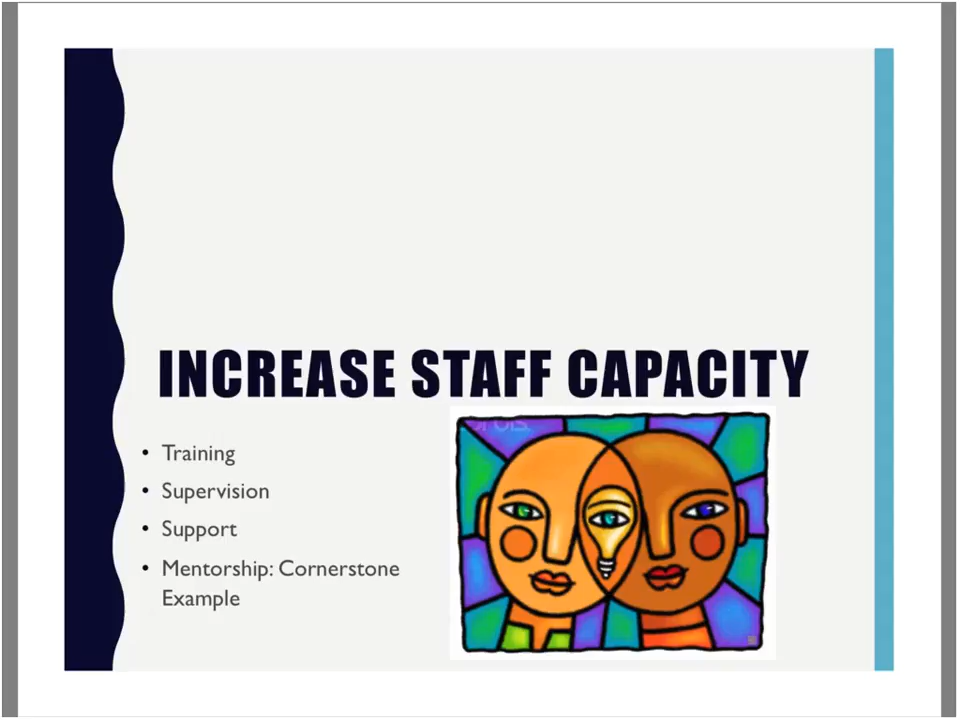 INCREASE STAFF CAPACITY
• Training
• Supervision
• Support
• Mentorship: Cornerstone
Example